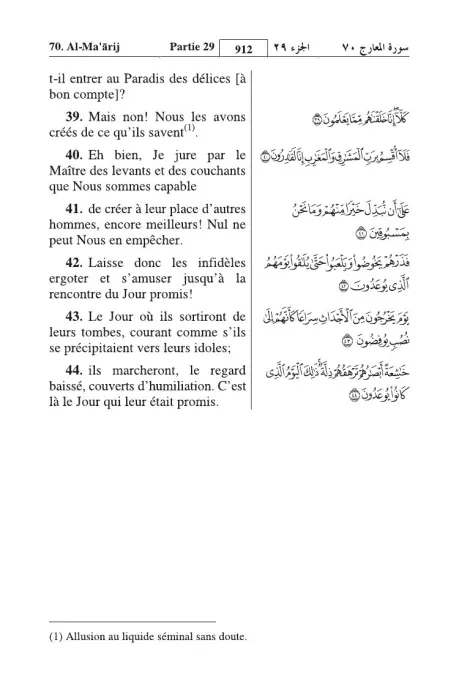 70. Al-Ma'ārij Partie 29 912 الجزء ٢٩ سورة المعارج ٧٠
t-il entrer au Paradis des délices [à
bon compte]?
39. Mais non! Nous les avons
créés de ce qu'ils savent(1).
40. Eh bien, Je jure par le
Maître des levants et des couchants
que Nous sommes capable
41. de créer à leur place d'autres
hommes, encore meilleurs! Nul ne
peut Nous en empêcher.
42. Laisse donc les infidèles
ergoter et s'amuser jusqu'à la
rencontre du Jour promis!
43. Le Jour où ils sortiront de
leurs tombes, courant comme s'ils
se précipitaient vers leurs idoles;
44. ils marcheront, le regard
baissé, couverts d'humiliation. C'est
là le Jour qui leur était promis.
كَلَّآ إِنَّا خَلَقْنَٰهُم مِّمَّا يَعْلَمُونَ ٣٩
فَلَآ أُقْسِمُ بِرَبِّ ٱلْمَشَٰرِقِ وَٱلْمَغَٰرِبِ إِنَّا لَقَٰدِرُونَ ٤٠
عَلَىٰٓ أَن نُّبَدِّلَ خَيْرًا مِّنْهُمْ وَمَا نَحْنُ
بِمَسْبُوقِينَ ٤١
فَذَرْهُمْ يَخُوضُوا۟ وَيَلْعَبُوا۟ حَتَّىٰ يُلَٰقُوا۟ يَوْمَهُمُ
ٱلَّذِى يُوعَدُونَ ٤٢
يَوْمَ يَخْرُجُونَ مِنَ ٱلْأَجْدَاثِ سِرَاعًا كَأَنَّهُمْ إِلَىٰ
نُصُبٍ يُوفِضُونَ ٤٣
خَٰشِعَةً أَبْصَٰرُهُمْ تَرْهَقُهُمْ ذِلَّةٌ ذَٰلِكَ ٱلْيَوْمُ ٱلَّذِى
كَانُوا۟ يُوعَدُونَ ٤٤
(1) Allusion au liquide séminal sans doute.